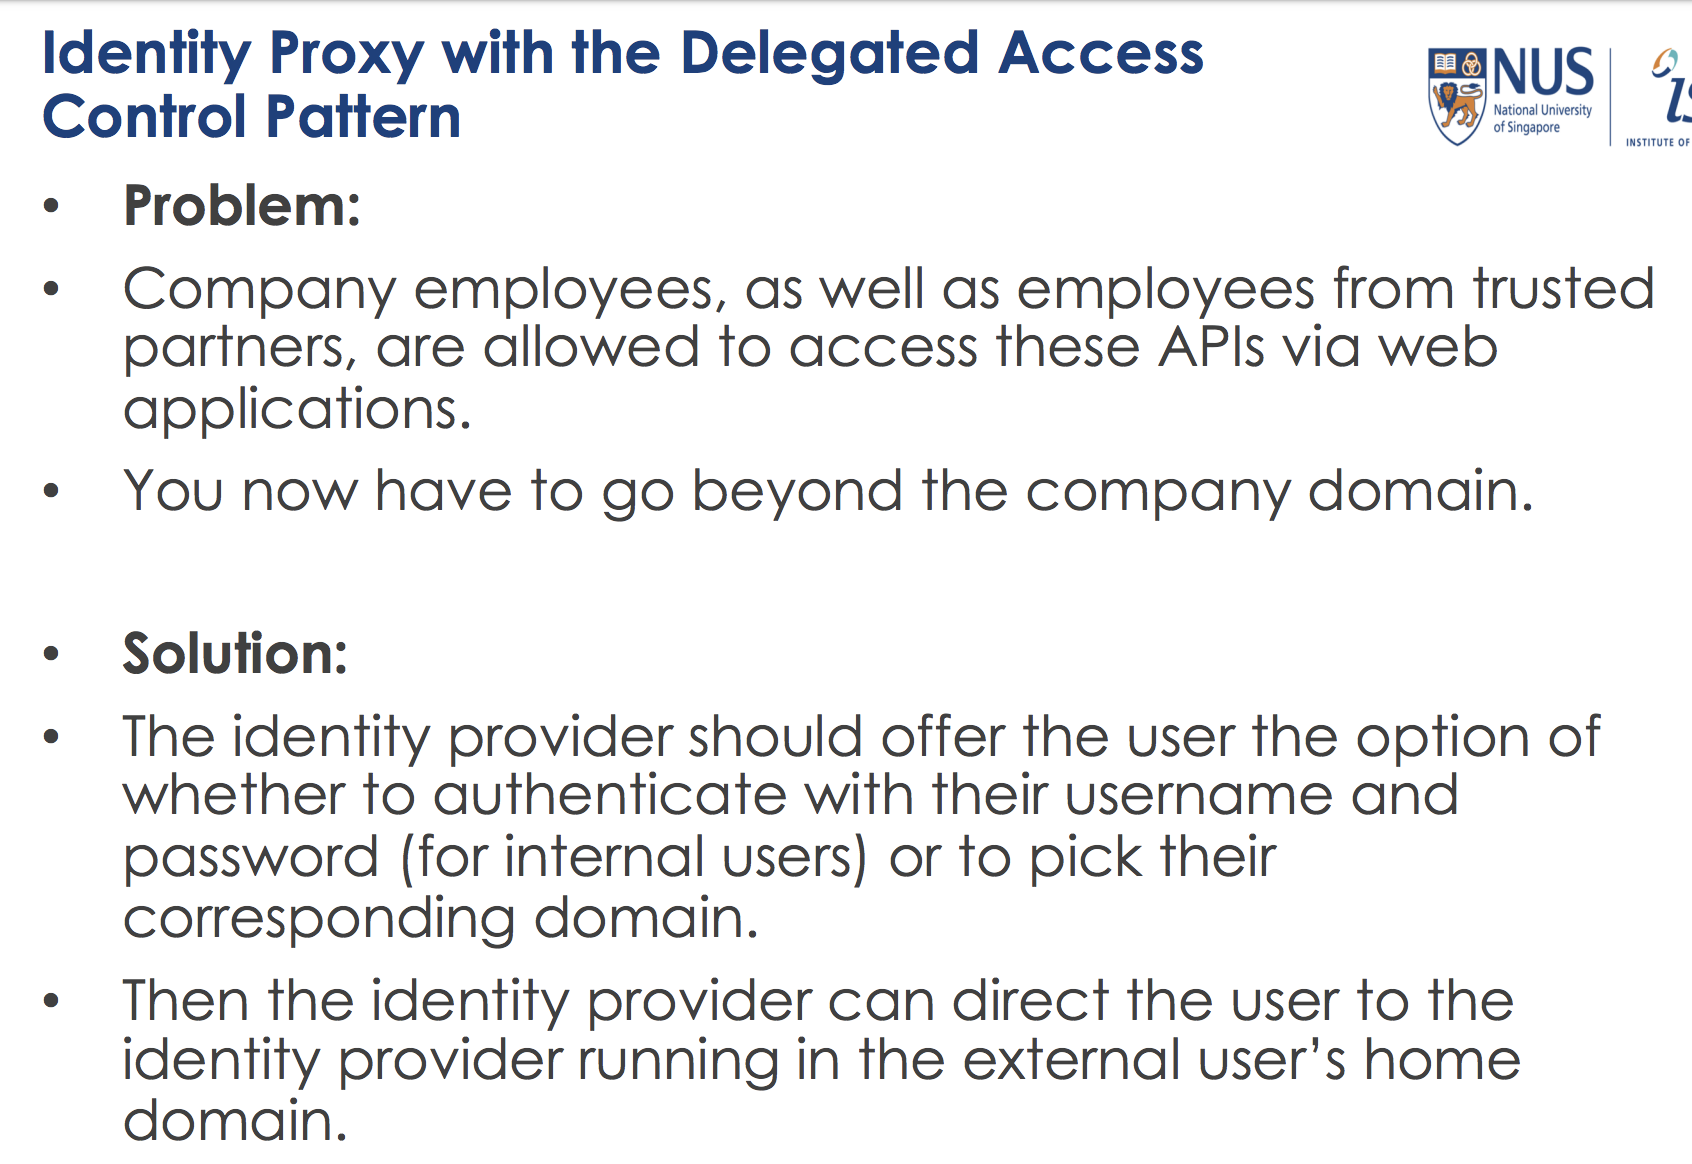 Identity Proxy with the Delegated Access
Control Pattern
NUS
National University
of Singapore
INSTITUTE OF
• Problem:
• Company employees, as well as employees from trusted
partners, are allowed to access these APIs via web
applications.
• You now have to go beyond the company domain.
• Solution:
• The identity provider should offer the user the option of
whether to authenticate with their username and
password (for internal users) or to pick their
corresponding domain.
• Then the identity provider can direct the user to the
identity provider running in the external user’s home
domain.